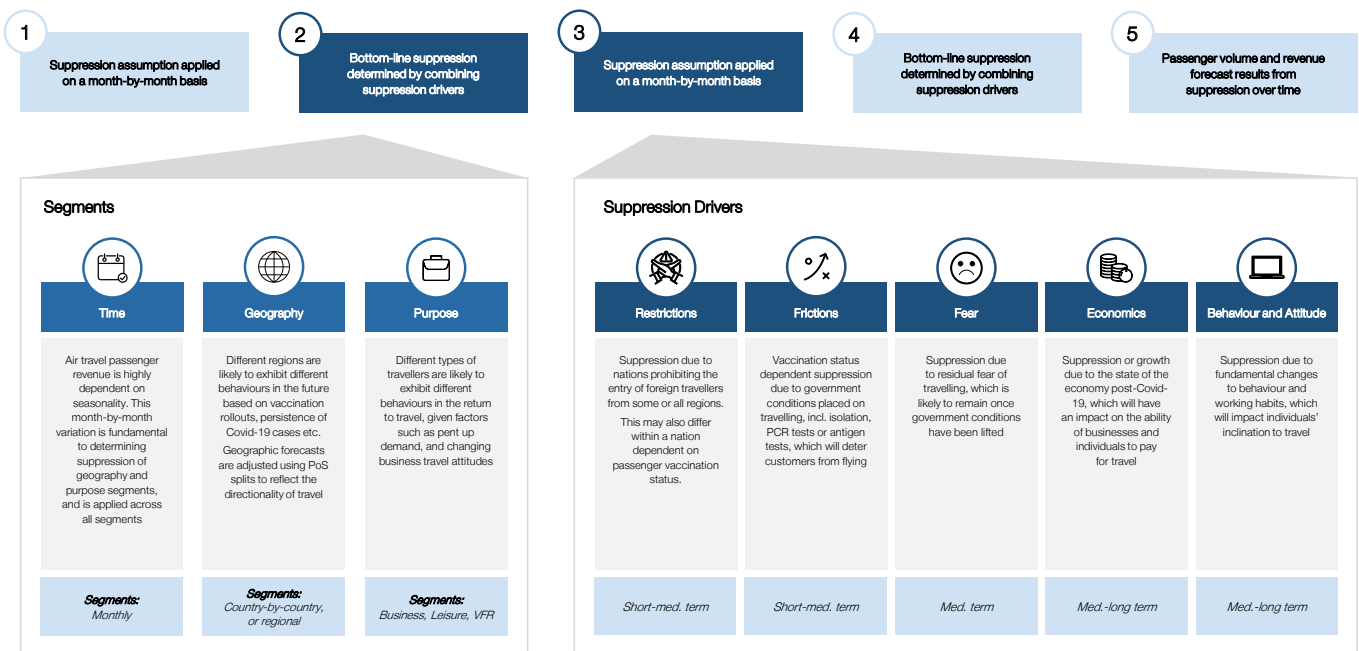 1
Suppression assumption applied
on a month-by-month basis
2
Bottom-line suppression
determined by combining
suppression drivers
3
Suppression assumption applied
on a month-by-month basis
4
Bottom-line suppression
determined by combining
suppression drivers
5
Passenger volume and revenue
forecast results from
suppression over time
Segments
Time
Air travel passenger
revenue is highly
dependent on
seasonality. This
month-by-month
variation is fundamental
to determining
suppression of
geography and
purpose segments,
and is applied across
all segments
Segments:
Monthly
Geography
Different regions are
likely to exhibit different
behaviours in the future
based on vaccination
rollouts, persistence of
Covid-19 cases etc.
Geographic forecasts
are adjusted using PoS
splits to reflect the
directionality of travel
Segments:
Country-by-country,
or regional
Purpose
Different types of
travellers are likely to
exhibit different
behaviours in the return
to travel, given factors
such as pent up
demand, and changing
business travel attitudes
Segments:
Business, Leisure, VFR
Suppression Drivers
Restrictions
Suppression due to
nations prohibiting the
entry of foreign travellers
from some or all regions.
This may also differ
within a nation
dependent on
passenger vaccination
status.
Short-med. term
Frictions
Vaccination status
dependent suppression
due to government
conditions placed on
travelling, incl. isolation,
PCR tests or antigen
tests, which will deter
customers from flying
Short-med. term
Fear
Suppression due
to residual fear of
travelling, which is
likely to remain once
government conditions
have been lifted
Med. term
Economics
Suppression or growth
due to the state of the
economy post-Covid-
19, which will have
an impact on the ability
of businesses and
individuals to pay
for travel
Med.-long term
Behaviour and Attitude
Suppression due to
fundamental changes
to behaviour and
working habits, which
will impact individuals'
inclination to travel
Med.-long term